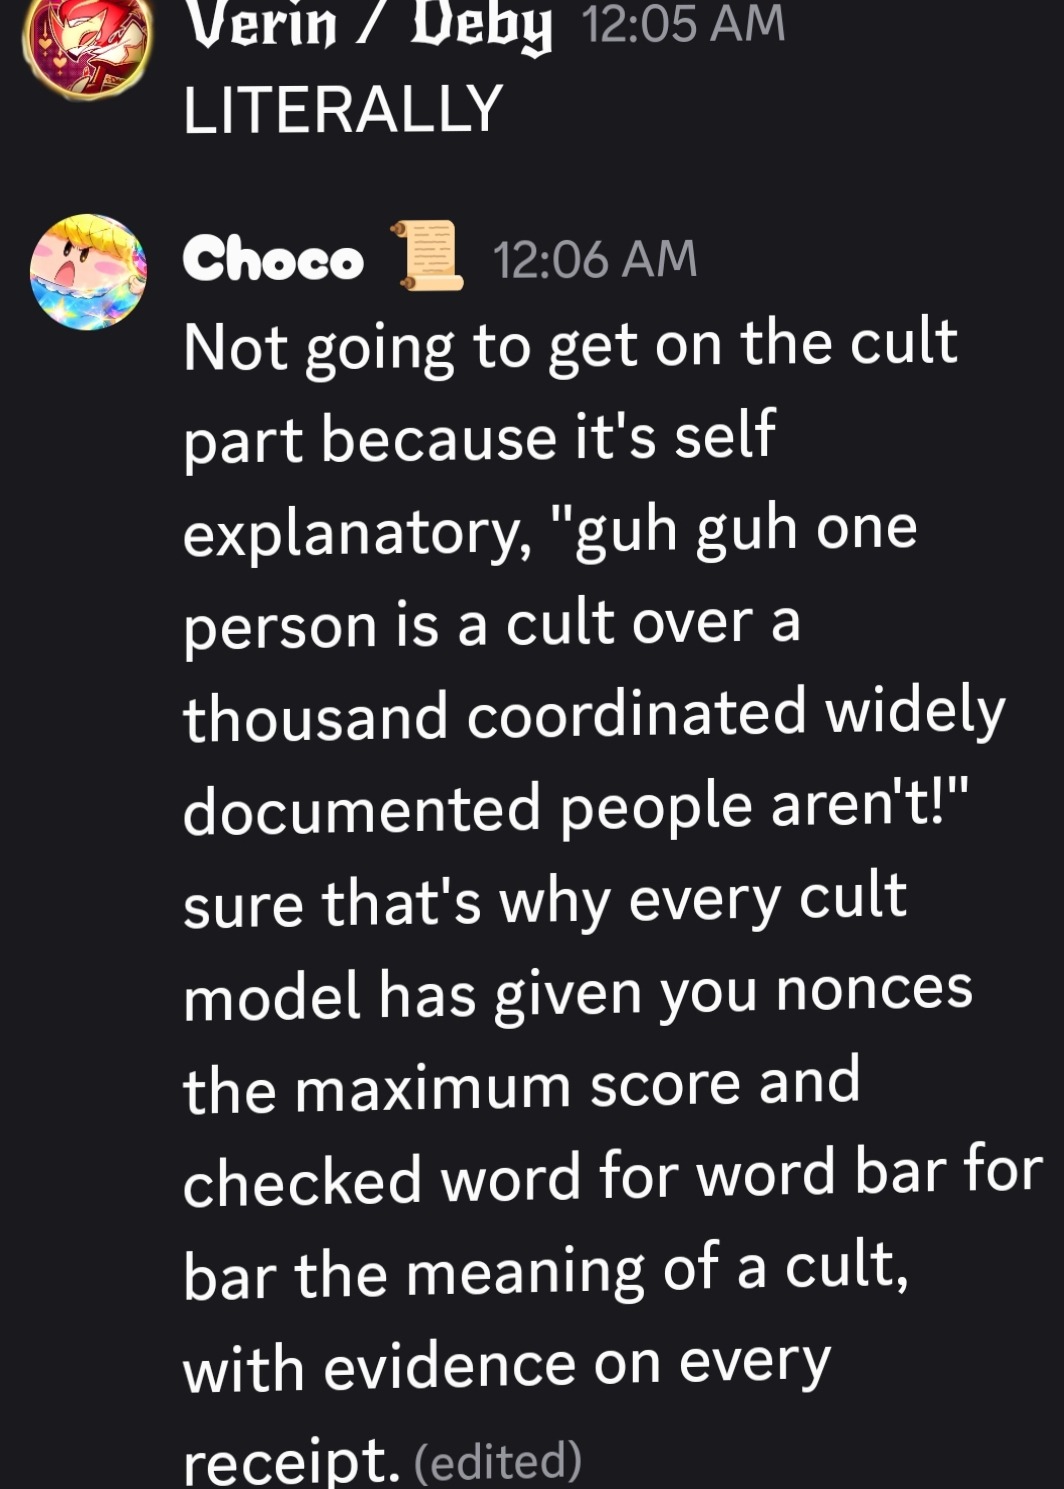 Verin / Deby 12:05 AM
LITERALLY
Choco 📜 12:06 AM
Not going to get on the cult
part because it's self
explanatory, "guh guh one
person is a cult over a
thousand coordinated widely
documented people aren't!"
sure that's why every cult
model has given you nonces
the maximum score and
checked word for word bar for
bar the meaning of a cult,
with evidence on every
receipt. (edited)